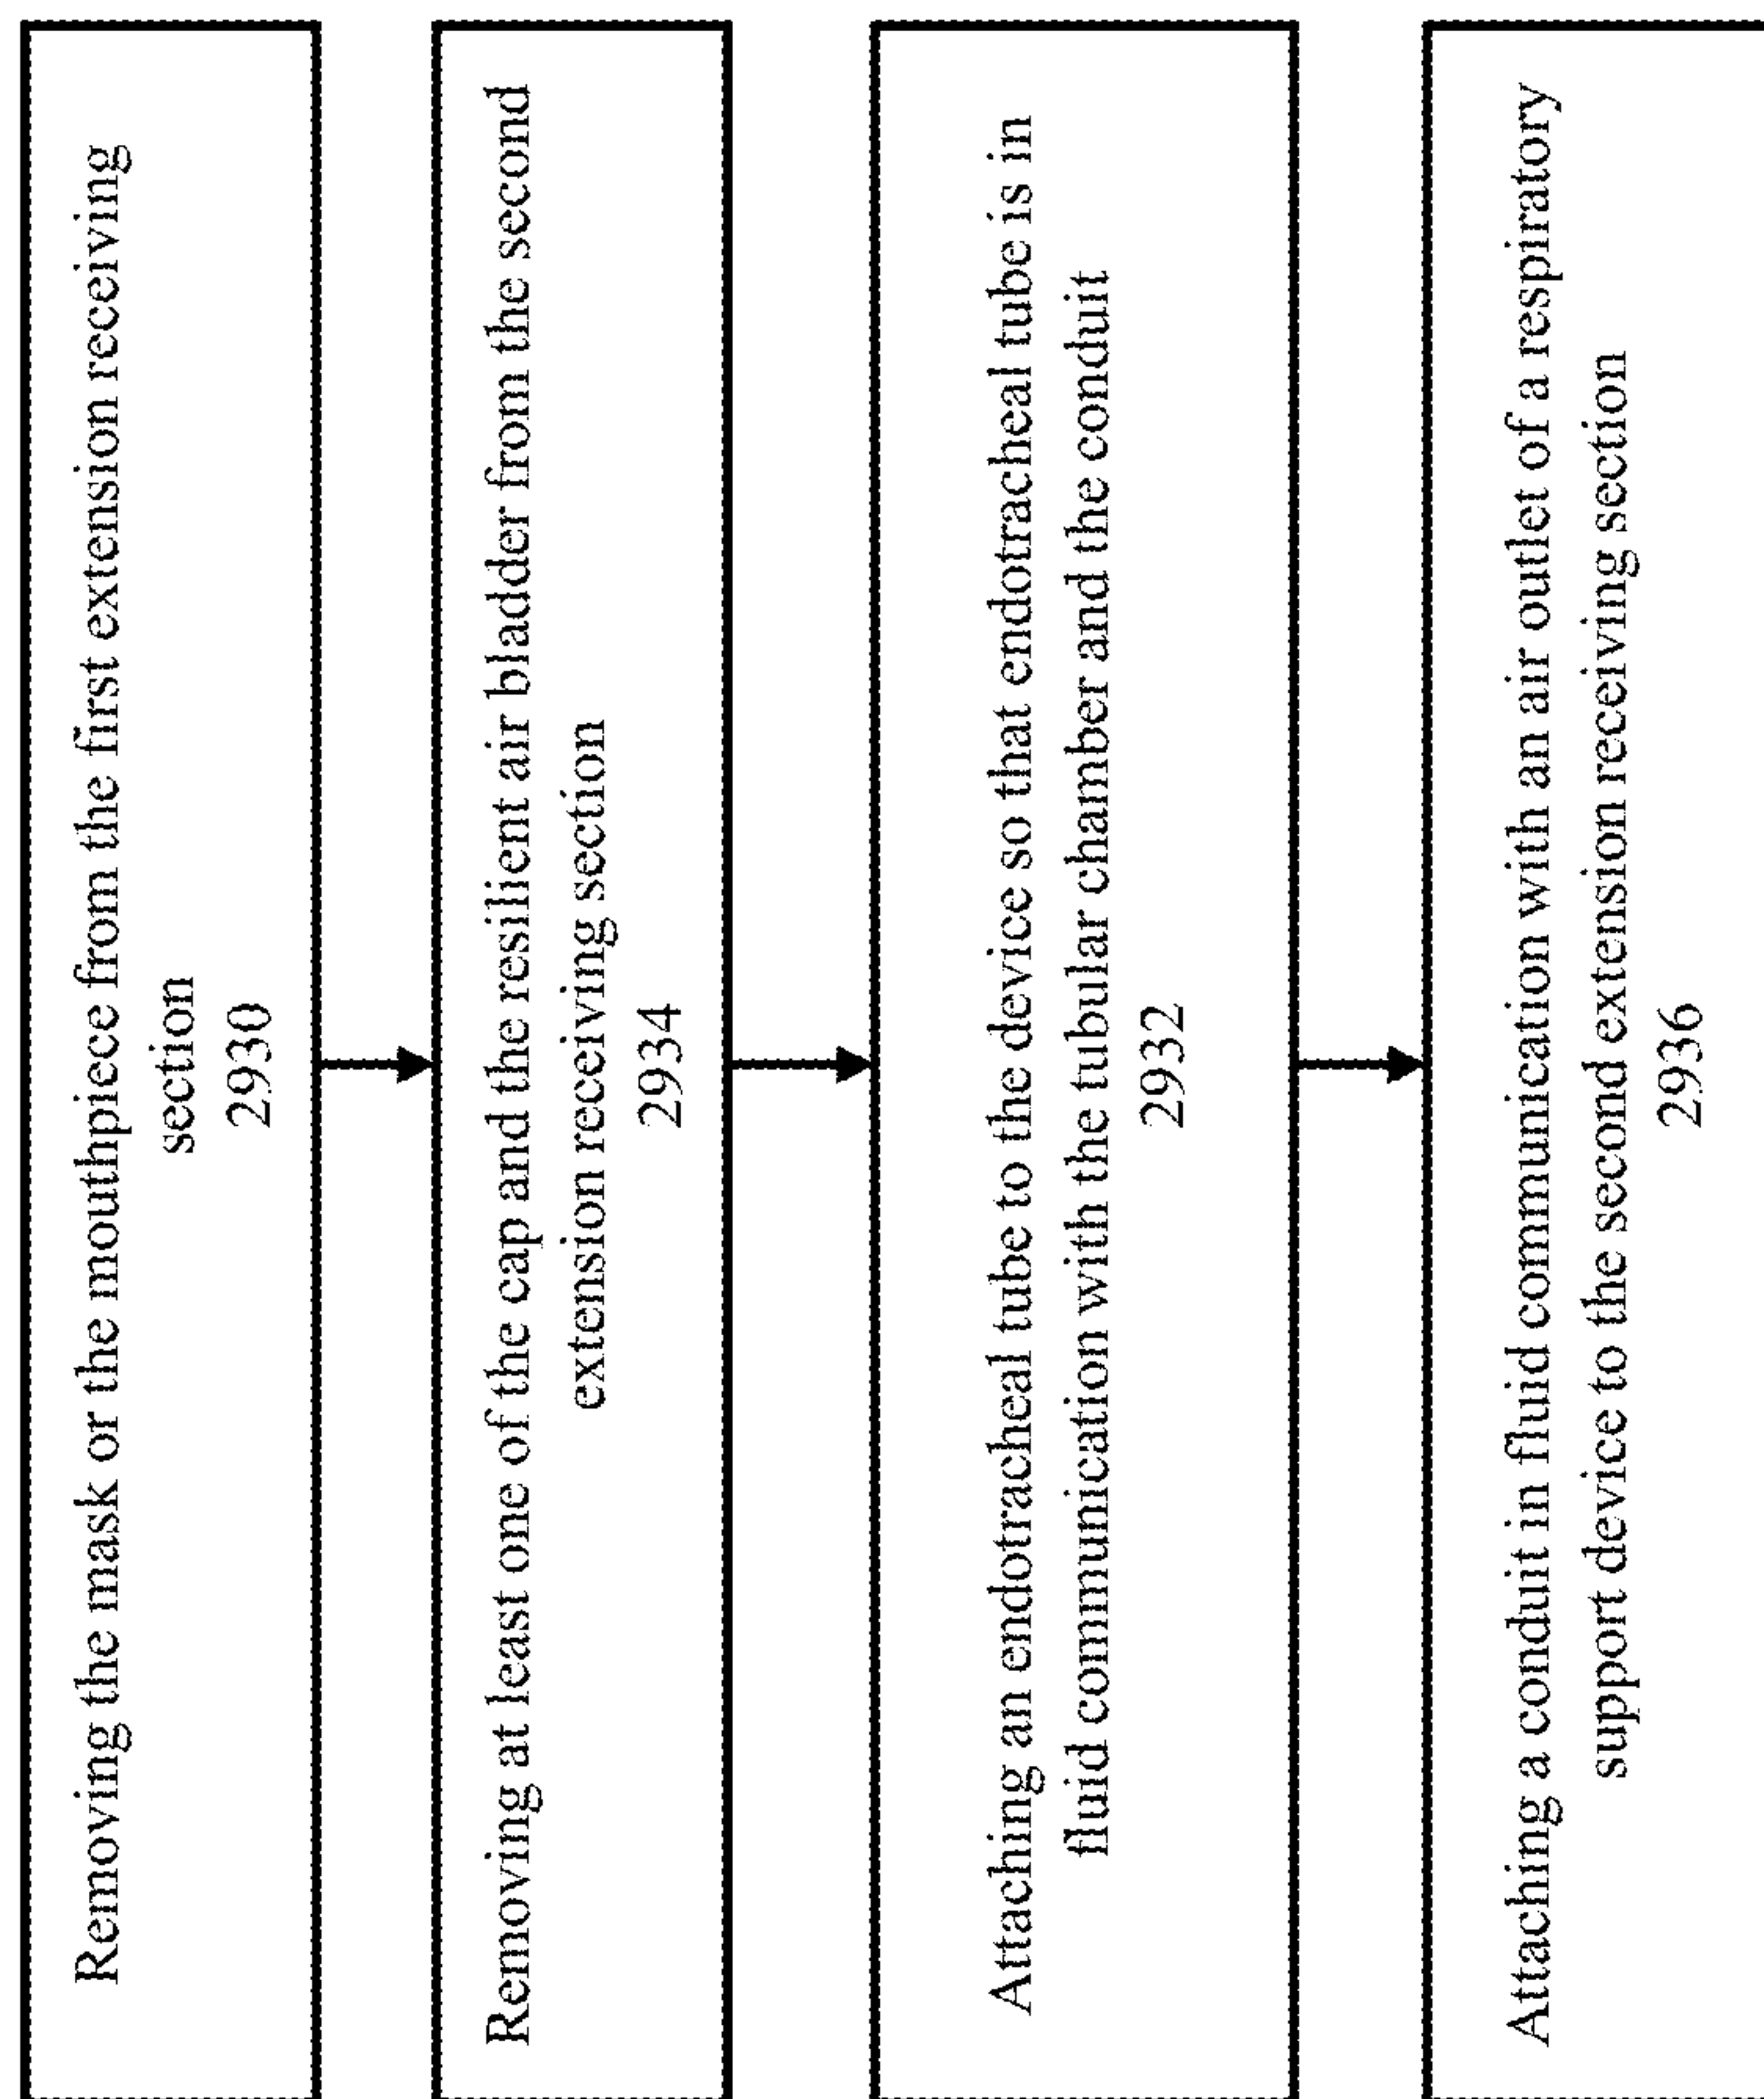 Removing the mask or the mouthpiece from the first extension receiving
section
2930
Removing at least one of the cap and the resilient air bladder from the second
extension receiving section
2934
Attaching an endotracheal tube to the device so that endotracheal tube is in
fluid communication with the tubular chamber and the conduit
2932
Attaching a conduit in fluid communication with an air outlet of a respiratory
support device to the second extension receiving section
2936